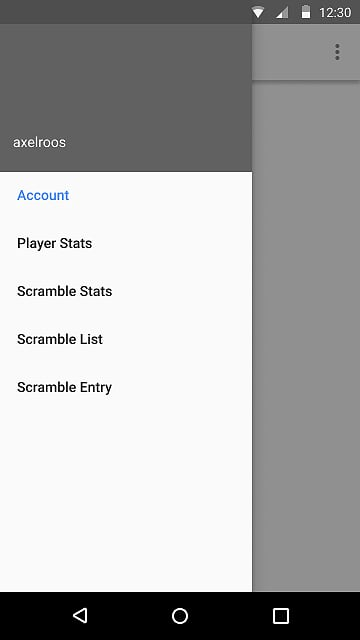 12:30
axelroos
Account
Player Stats
Scramble Stats
Scramble List
Scramble Entry